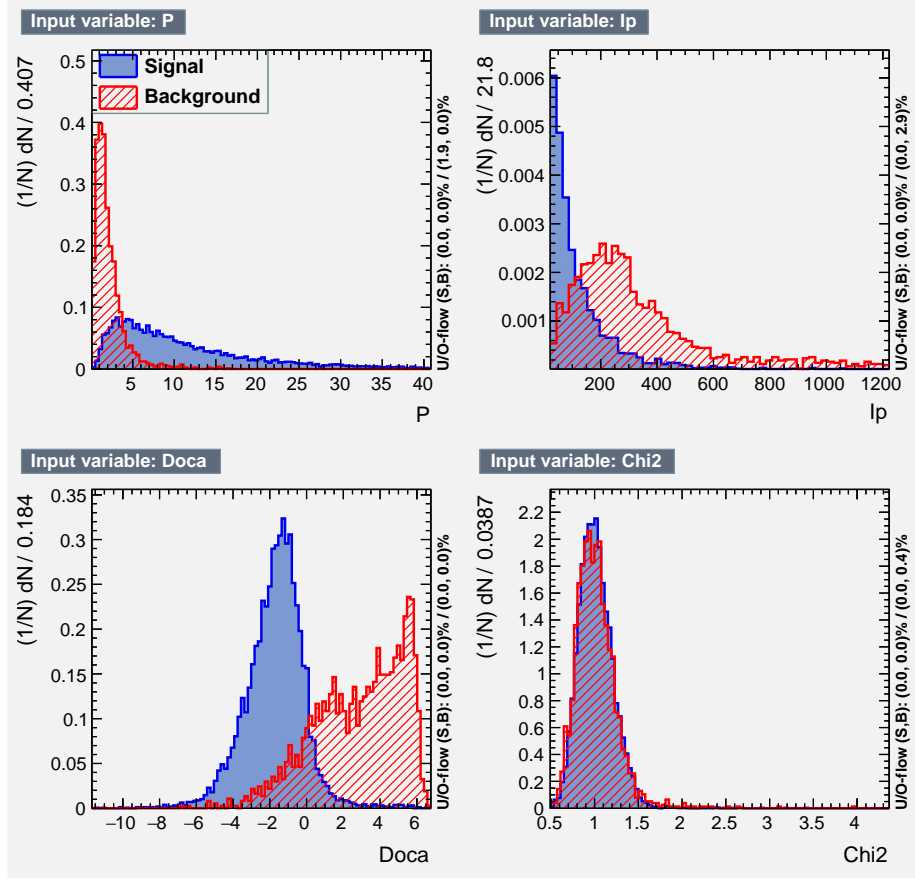 Input variable: P
(1/N) dN / 0.407
0.5
0.4
0.3
0.2
0.1
0
Signal
Background
5 10 15 20 25 30 35 40
P
U/O-flow (S,B): (0.0, 0.0)% / (1.9, 0.0)%
Input variable: Ip
(1/N) dN / 21.8
0.006
0.005
0.004
0.003
0.002
0.001
200 400 600 800 1000 1200
Ip
U/O-flow (S,B): (0.0, 0.0)% / (0.0, 2.9)%
Input variable: Doca
(1/N) dN / 0.184
0.35
0.3
0.25
0.2
0.15
0.1
0.05
0
−10 −8 −6 −4 −2 0 2 4 6
Doca
U/O-flow (S,B): (0.0, 0.0)% / (0.0, 0.0)%
Input variable: Chi2
(1/N) dN / 0.0387
2.2
2
1.8
1.6
1.4
1.2
1
0.8
0.6
0.4
0.2
0
0.5 1 1.5 2 2.5 3 3.5 4
Chi2
U/O-flow (S,B): (0.0, 0.0)% / (0.0, 0.4)%